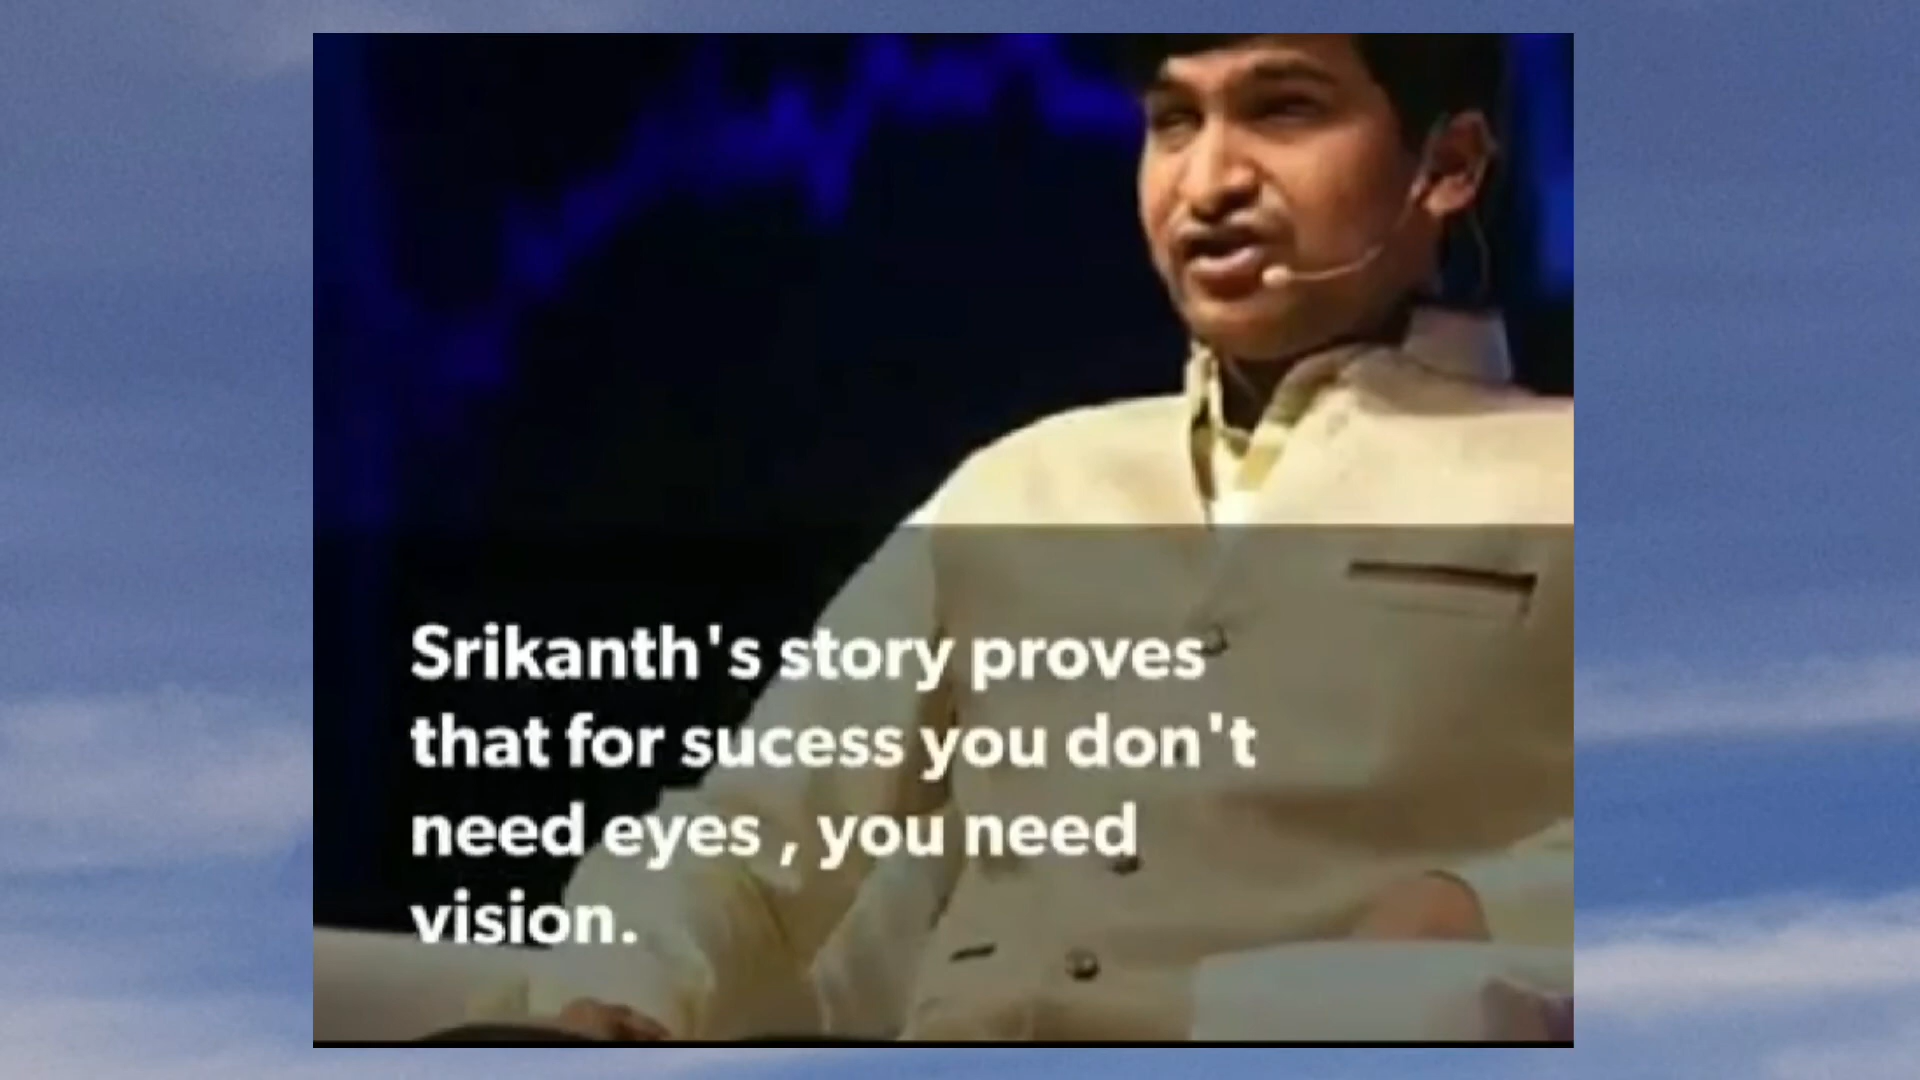 Srikanth's story proves
that for sucess you don't
need eyes , you need
vision.